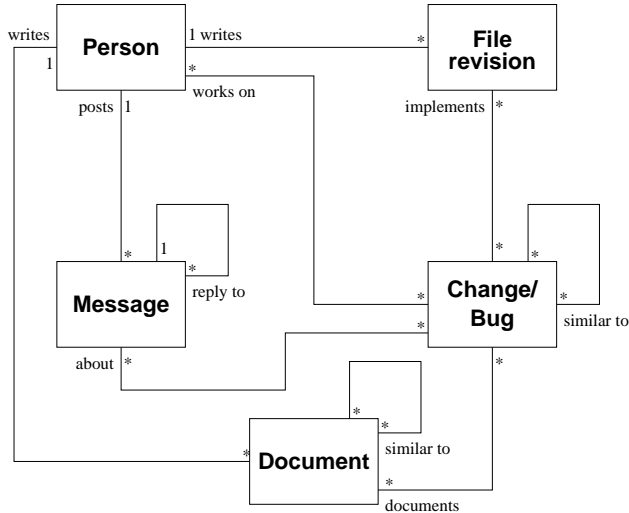 writes
Person
1 writes
*
File
revision
1
*
works on
posts
1
implements
*
*
1
*
reply to
Message
*
*
*
Change/
Bug
*
similar to
*
*
about
*
*
*
*
similar to
*
Document
*
documents